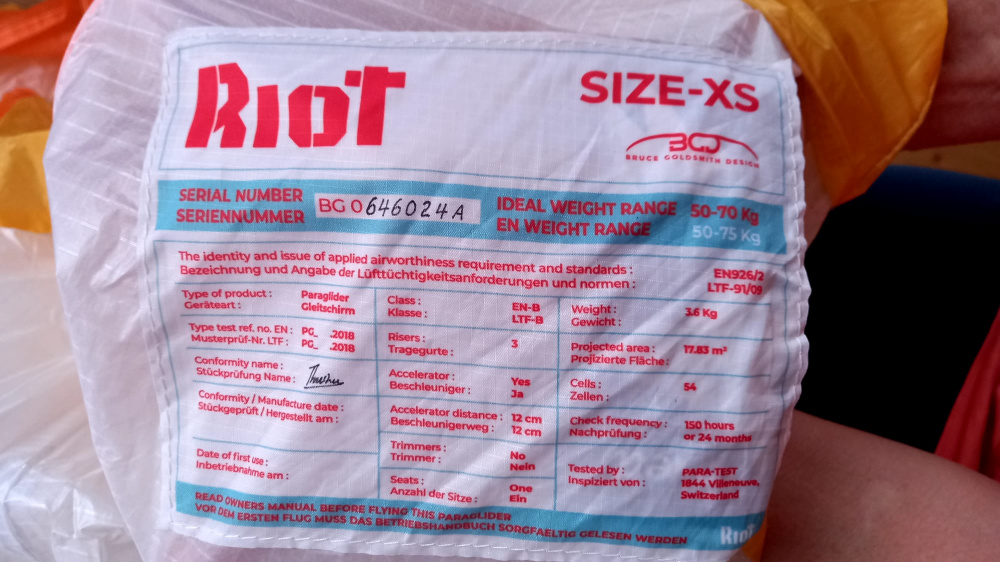 RIOT
SIZE-XS
BGD
BRUCE GOLDSMITH DESIGN
SERIAL NUMBER
SERIENNUMMER
BG 0646024A
IDEAL WEIGHT RANGE 50-70 Kg
EN WEIGHT RANGE 50-75 Kg
The identity and issue of applied airworthiness requirement and standards : EN926/2
Bezeichnung und Angabe der Lüfttüchtigkeitsanforderungen und normen : LTF-91/09
Type of product : Paraglider
Geräteart : Gleitschirm
Type test ref. no. EN : PG_ .2018
Musterprüf-Nr. LTF : PG_ .2018
Conformity name :
Stückprüfung Name :
Conformity / Manufacture date :
Stückgeprüft / Hergestellt am :
Date of first use :
Inbetriebnahme am :
Class : EN-B
Klasse : LTF-B
Risers :
Tragegurte : 3
Accelerator : Yes
Beschleuniger : Ja
Accelerator distance : 12 cm
Beschleunigerweg : 12 cm
Trimmers : No
Trimmer : Nein
Seats : One
Anzahl der Sitze : Ein
Weight : 3.6 Kg
Gewicht :
Projected area : 17.83 m²
Projizierte Fläche :
Cells : 54
Zellen :
Check frequency : 150 hours
Nachprüfung : or 24 months
Tested by : PARA-TEST
Inspiziert von : 1844 Villeneuve,
Switzerland
READ OWNERS MANUAL BEFORE FLYING THIS PARAGLIDER
VOR DEM ERSTEN FLUG MUSS DAS BETRIEBSHANDBUCH SORGFAELTIG GELESEN WERDEN
RIOT